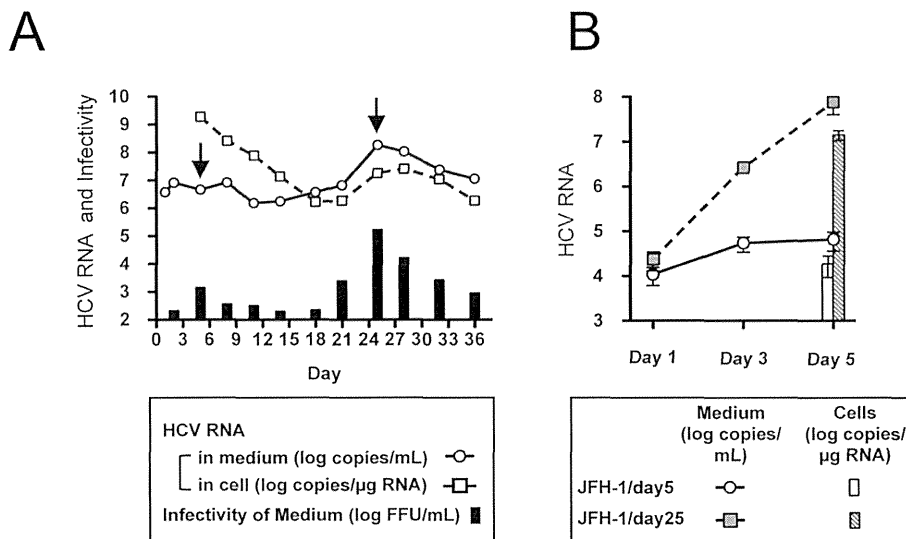 A
HCV RNA and Infectivity
10
9
8
7
6
5
4
3
2
0 3 6 9 12 15 18 21 24 27 30 33 36
Day
HCV RNA
in medium (log copies/mL)
in cell (log copies/µg RNA)
Infectivity of Medium (log FFU/mL)
B
HCV RNA
8
7
6
5
4
3
Day 1 Day 3 Day 5
Medium Cells
(log copies/ (log copies/
mL) µg RNA)
JFH-1/day5
JFH-1/day25